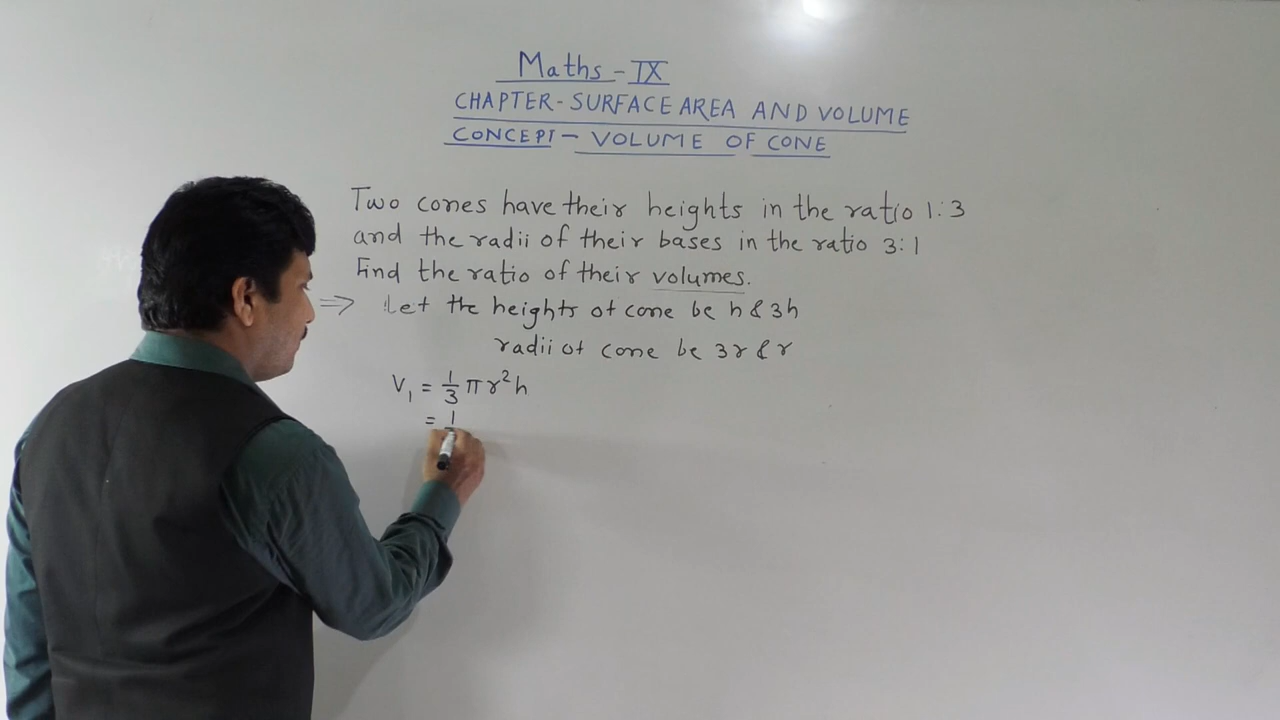 Maths - IX
CHAPTER - SURFACE AREA AND VOLUME
CONCEPT - VOLUME OF CONE
Two cones have their heights in the ratio 1:3
and the radii of their bases in the ratio 3:1
Find the ratio of their volumes.
⇒ Let the heights of cone be h & 3h
radii of cone be 3r & r
V₁ = 1/3 πr²h
= 1